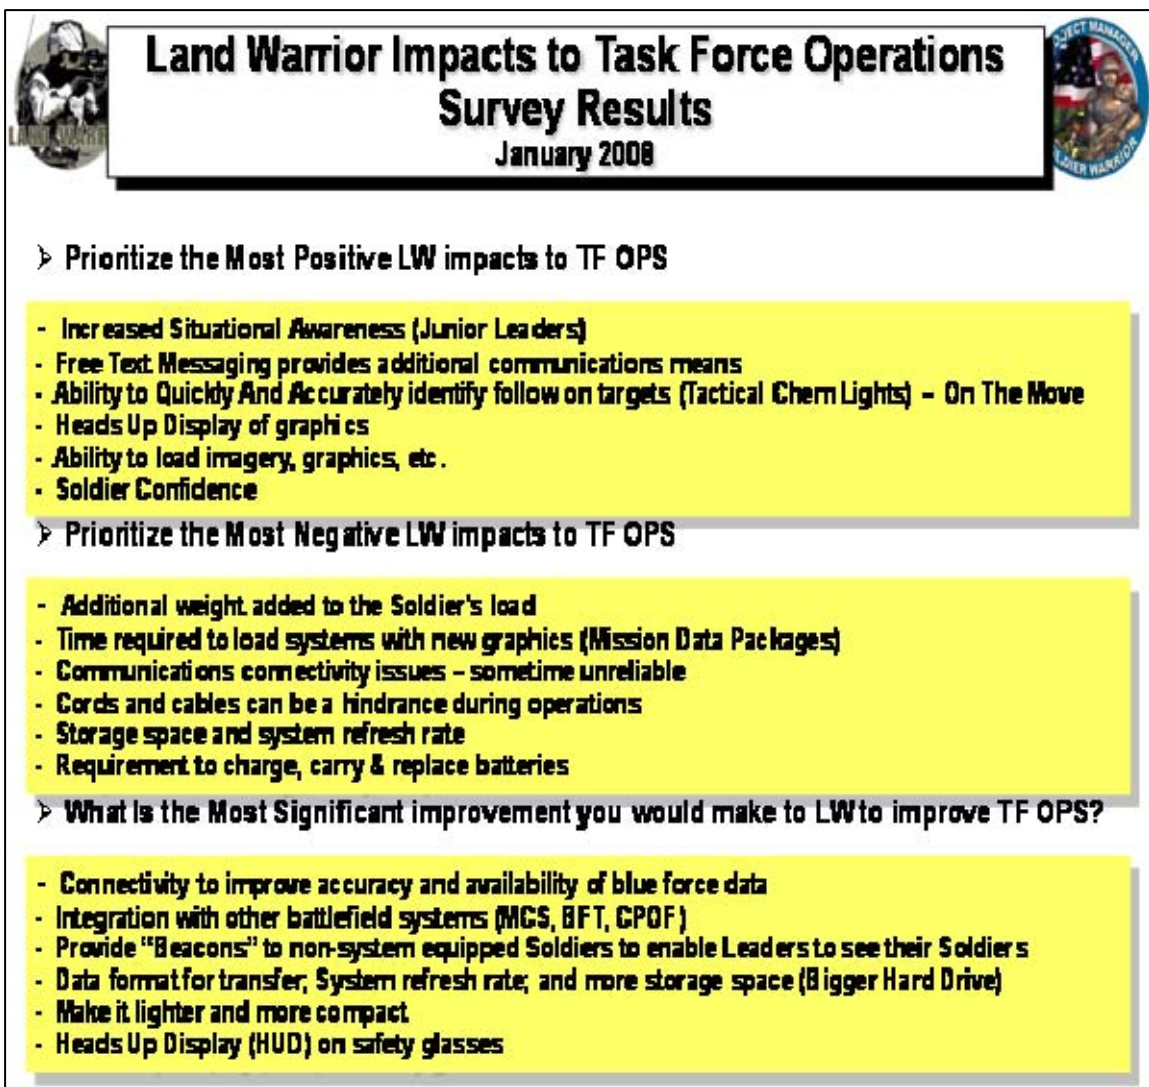 Land Warrior Impacts to Task Force Operations
Survey Results
January 2008
LAND WARR
PROJECT MANAGER
SOLDIER WARRIOR
➢ Prioritize the Most Positive LW impacts to TF OPS
- Increased Situational Awareness (Junior Leaders)
- Free Text Messaging provides additional communications means
- Ability to Quickly And Accurately identify follow on targets (Tactical Chem Lights) – On The Move
- Heads Up Display of graphics
- Ability to load imagery, graphics, etc.
- Soldier Confidence
➢ Prioritize the Most Negative LW impacts to TF OPS
- Additional weight added to the Soldier's load
- Time required to load systems with new graphics (Mission Data Packages)
- Communications connectivity issues – sometime unreliable
- Cords and cables can be a hindrance during operations
- Storage space and system refresh rate
- Requirement to charge, carry & replace batteries
➢ What Is the Most Significant improvement you would make to LW to improve TF OPS?
- Connectivity to improve accuracy and availability of blue force data
- Integration with other battlefield systems (MCS, BFT, CPOF)
- Provide "Beacons" to non-system equipped Soldiers to enable Leaders to see their Soldiers
- Data format for transfer; System refresh rate; and more storage space (Bigger Hard Drive)
- Make it lighter and more compact
- Heads Up Display (HUD) on safety glasses